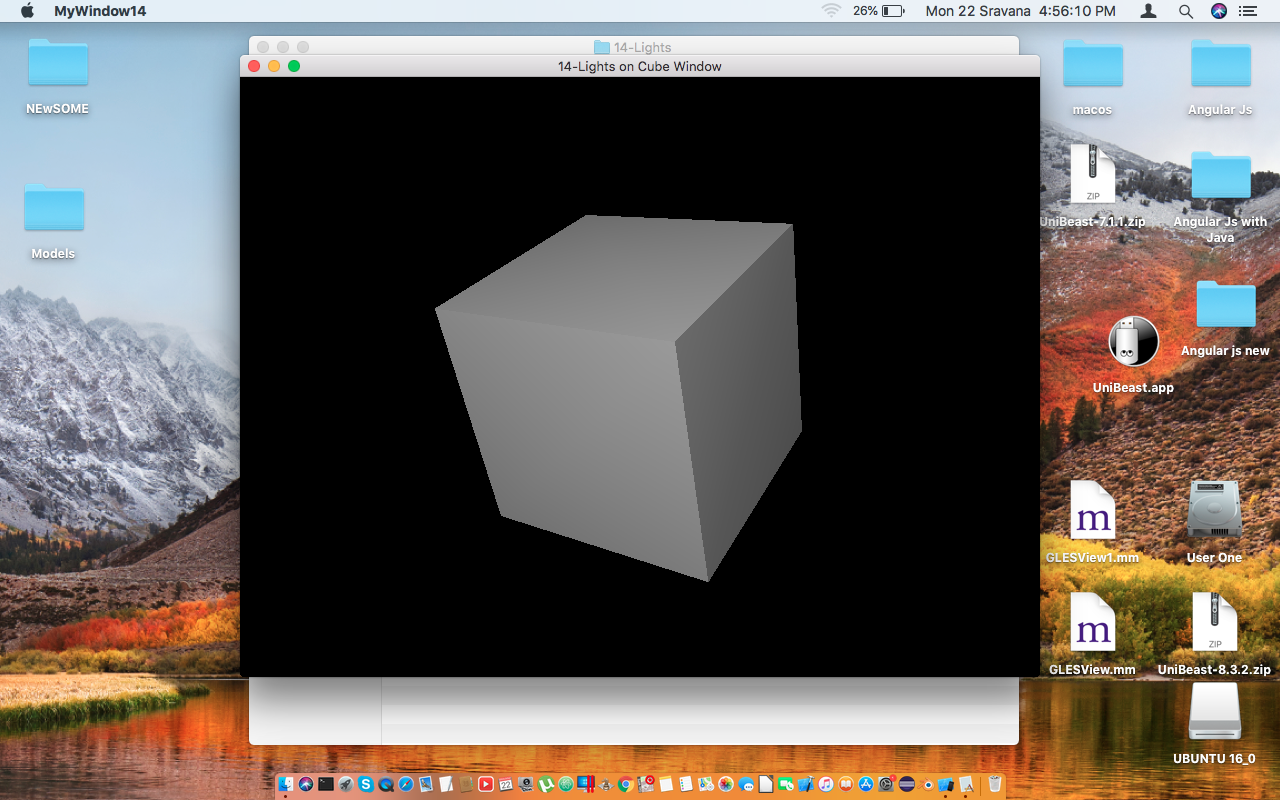 MyWindow14
26%
Mon 22 Sravana 4:56:10 PM
14-Lights
14-Lights on Cube Window
NEwSOME
Models
macos
Angular Js
ZIP
UniBeast-7.1.1.zip
Angular Js with
Java
Angular js new
UniBeast.app
m
GLESView1.mm
User One
m
GLESView.mm
ZIP
UniBeast-8.3.2.zip
UBUNTU 16_0
22